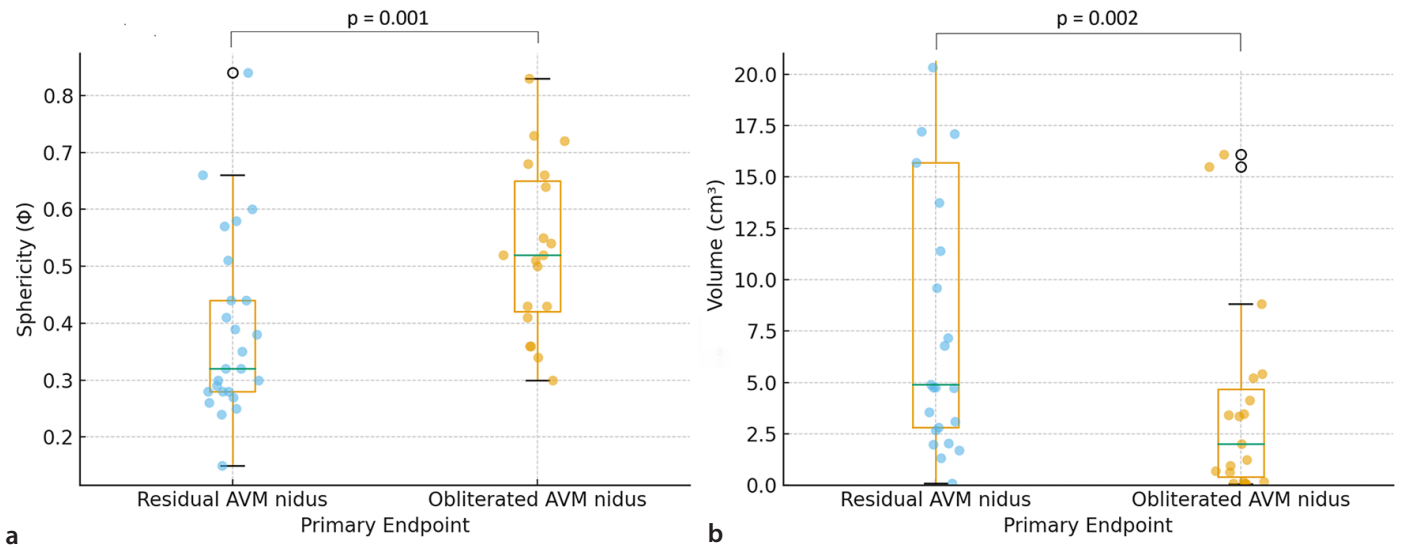 p = 0.001
0.8
0.7
0.6
0.5
0.4
0.3
0.2
Sphericity (Φ)
Residual AVM nidus
Obliterated AVM nidus
Primary Endpoint
a
p = 0.002
20.0
17.5
15.0
12.5
10.0
7.5
5.0
2.5
0.0
Volume (cm³)
Residual AVM nidus
Obliterated AVM nidus
Primary Endpoint
b